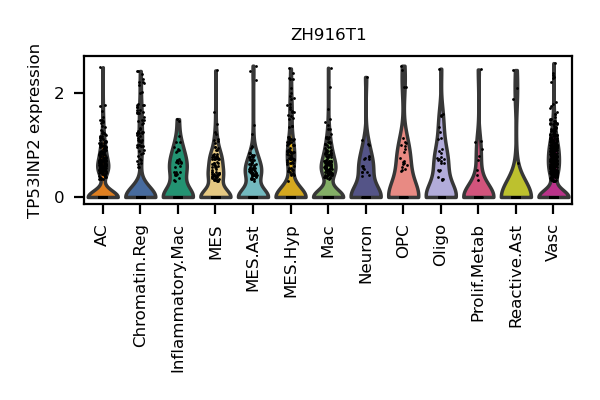 ZH916T1
TP53INP2 expression
2
0
AC
Chromatin.Reg
Inflammatory.Mac
MES
MES.Ast
MES.Hyp
Mac
Neuron
OPC
Oligo
Prolif.Metab
Reactive.Ast
Vasc